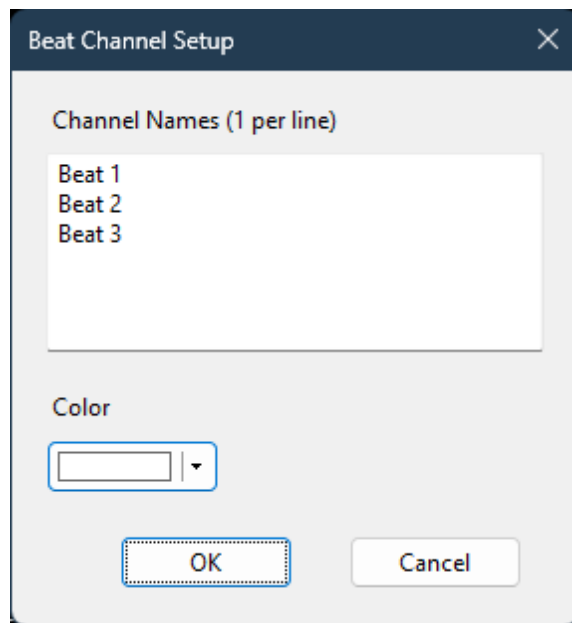 Beat Channel Setup
Channel Names (1 per line)
Beat 1
Beat 2
Beat 3
Color
OK Cancel